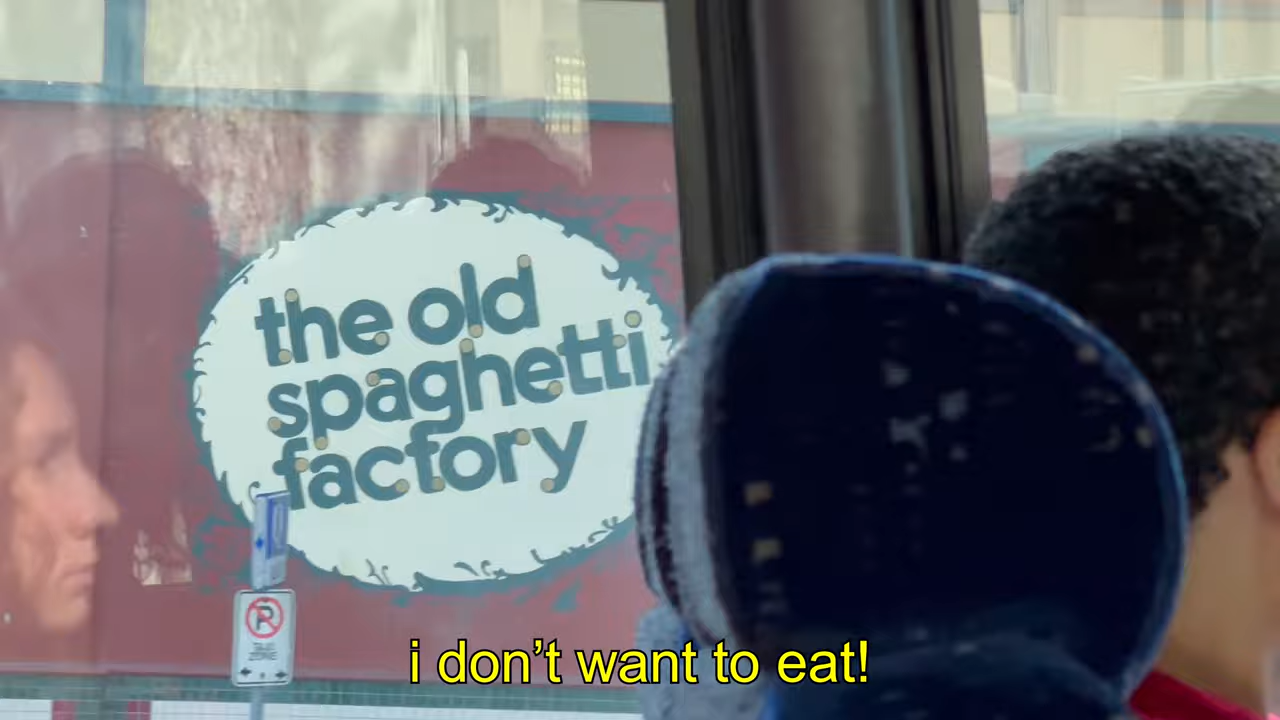 the old
spaghetti
factory
P
i don't want to eat!